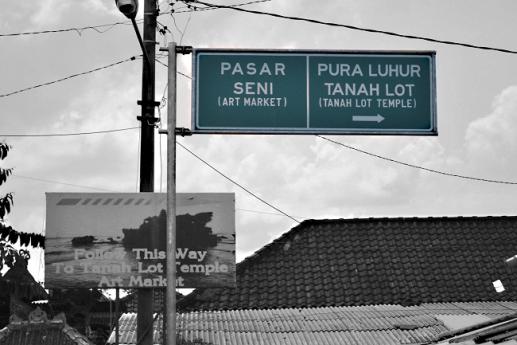 PASAR
SENI
(ART MARKET)
PURA LUHUR
TANAH LOT
(TANAH LOT TEMPLE)
Follow This Way
To Tanah Lot Temple
Art Market